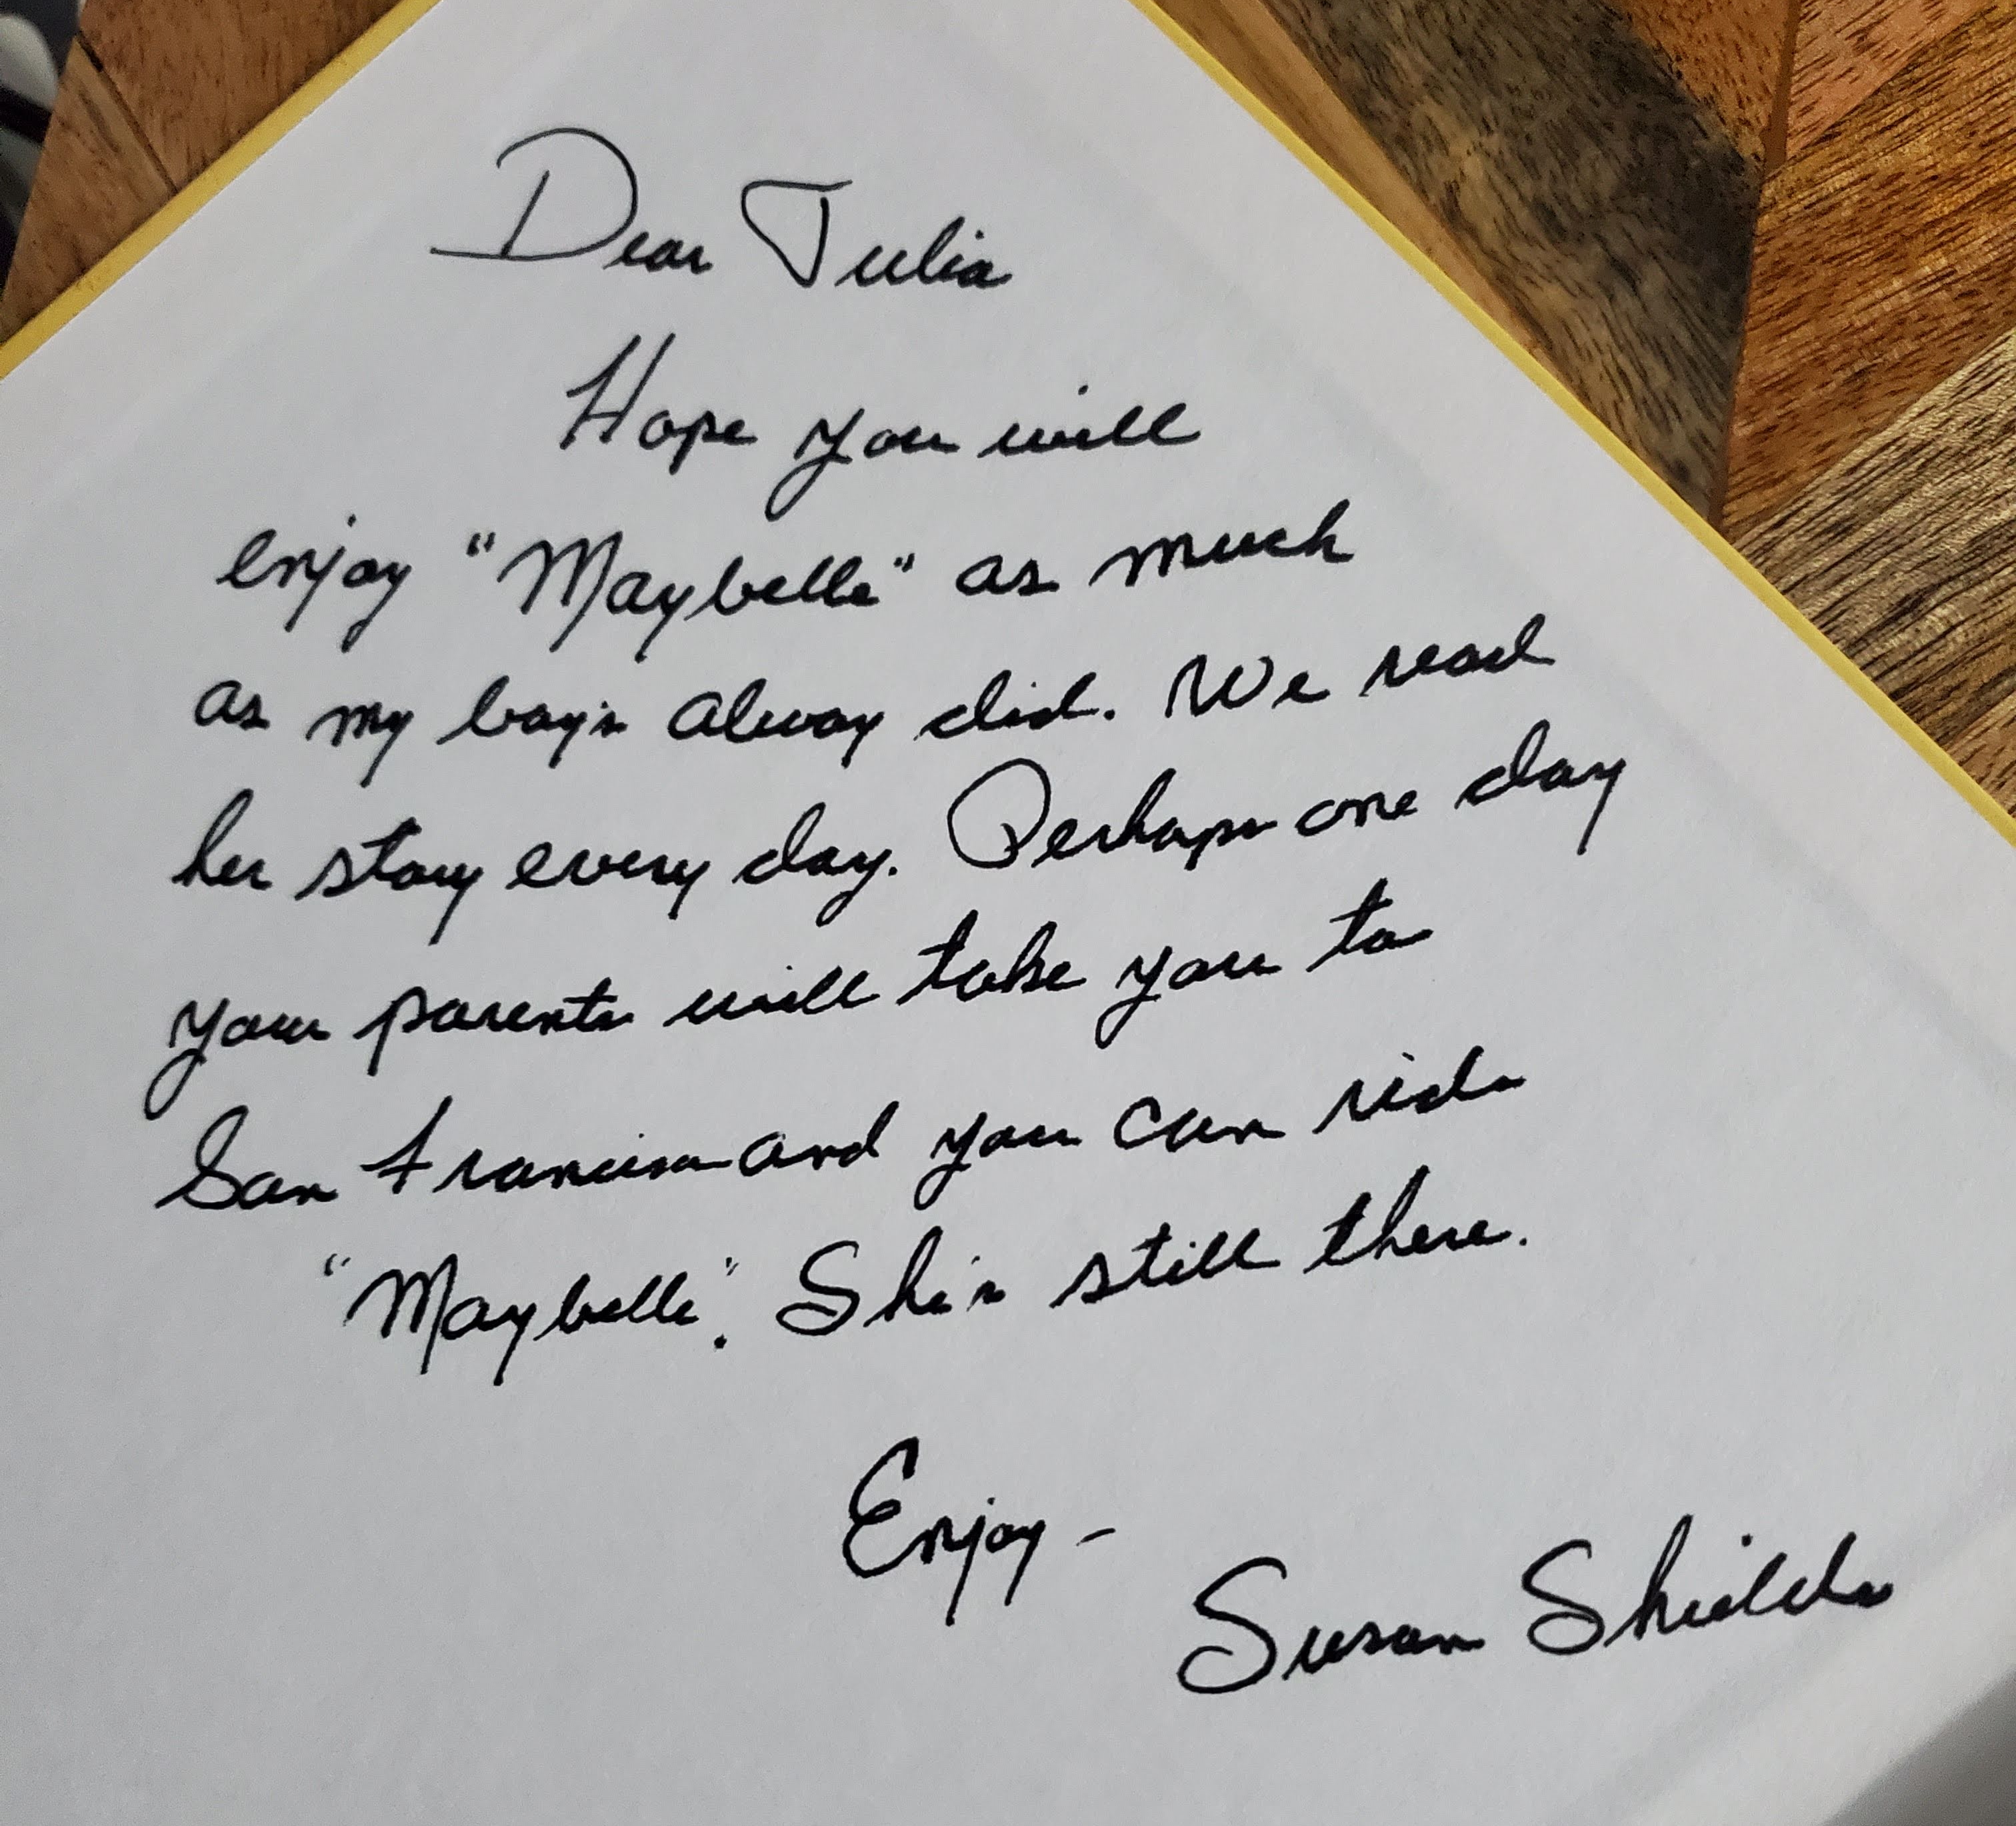 Dear Julia
Hope you will
enjoy "Maybelle" as much
as my boys alway did. We read
her story every day. Perhaps one day
your parents will take you to
San Francisco and you can ride
"Maybelle". She's still there.
Enjoy -
Susan Shields